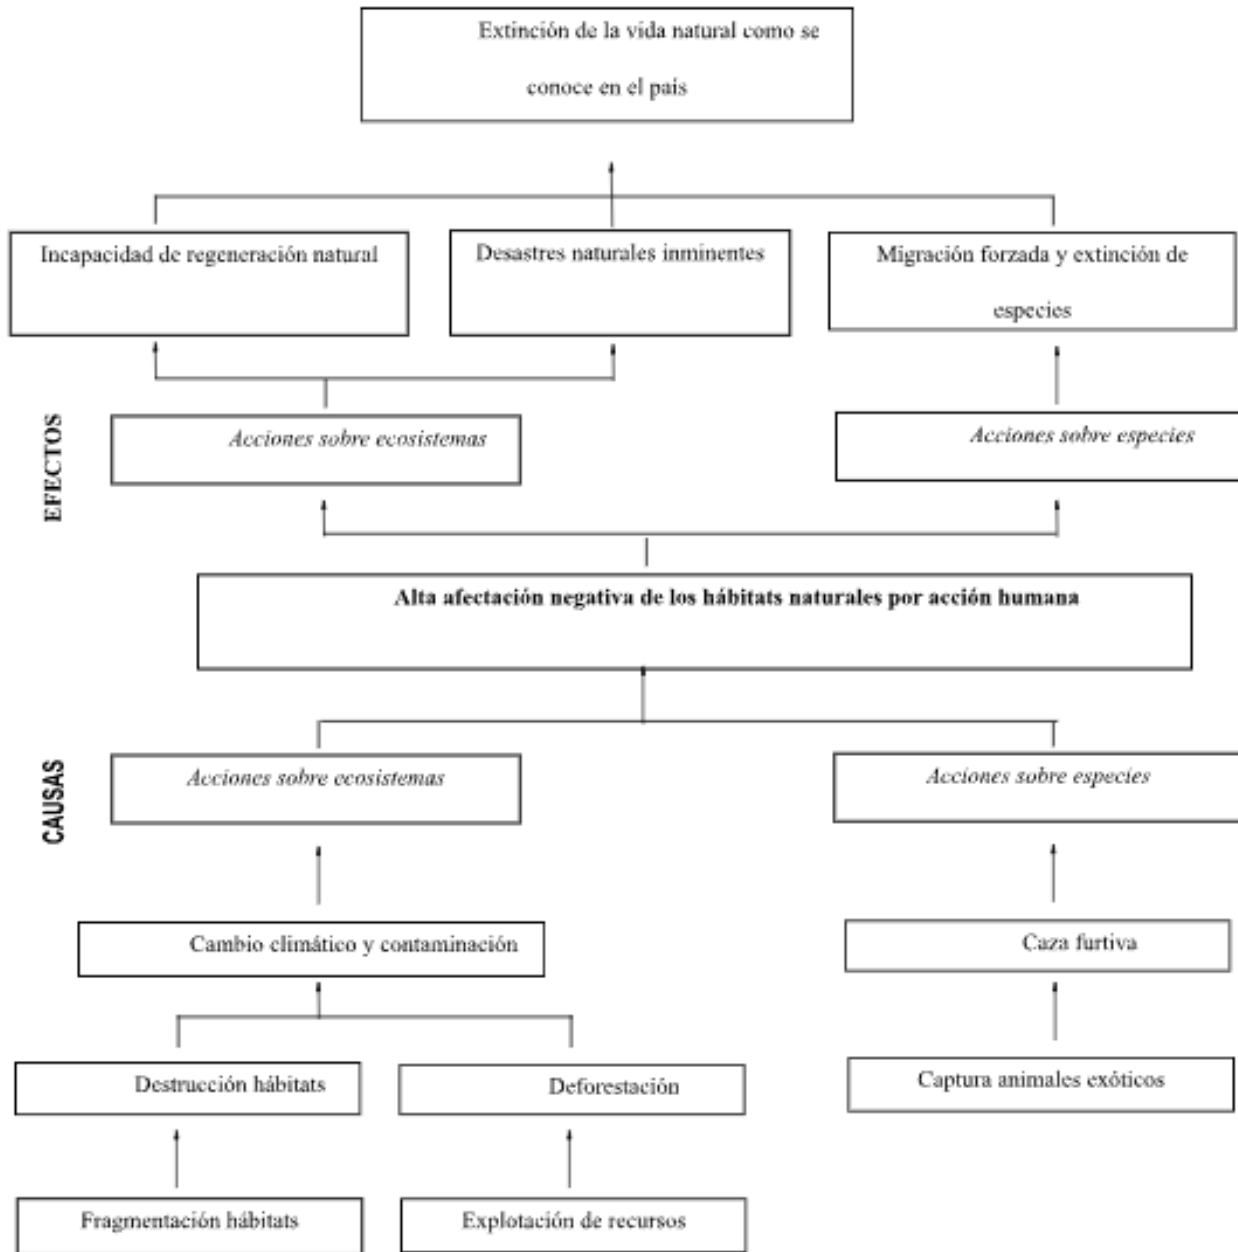 Extinción de la vida natural como se
conoce en el país
Incapacidad de regeneración natural
Desastres naturales inminentes
Migración forzada y extinción de
especies
EFECTOS
Acciones sobre ecosistemas
Acciones sobre especies
Alta afectación negativa de los hábitats naturales por acción humana
CAUSAS
Acciones sobre ecosistemas
Acciones sobre especies
Cambio climático y contaminación
Caza furtiva
Destrucción hábitats
Deforestación
Captura animales exóticos
Fragmentación hábitats
Explotación de recursos